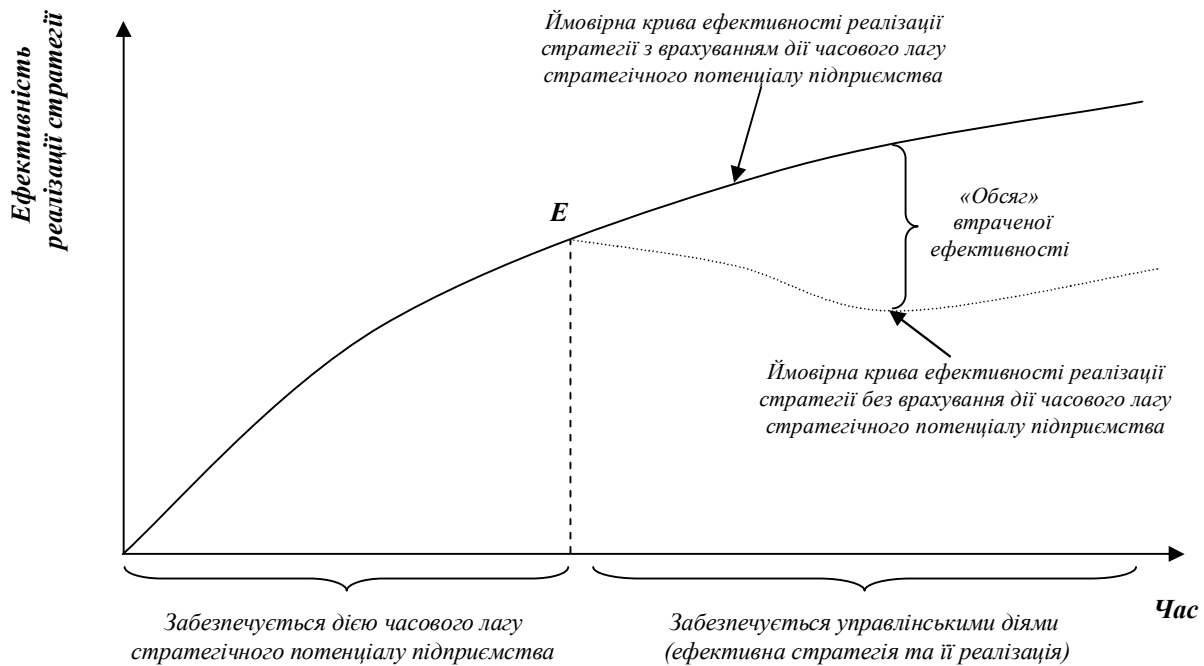 Ефективність
реалізації стратегії
Ймовірна крива ефективності реалізації
стратегії з врахуванням дії часового лагу
стратегічного потенціалу підприємства
Е
«Обсяг»
втраченої
ефективності
Ймовірна крива ефективності реалізації
стратегії без врахування дії часового лагу
стратегічного потенціалу підприємства
Час
Забезпечується дією часового лагу
стратегічного потенціалу підприємства
Забезпечується управлінськими діями
(ефективна стратегія та її реалізація)